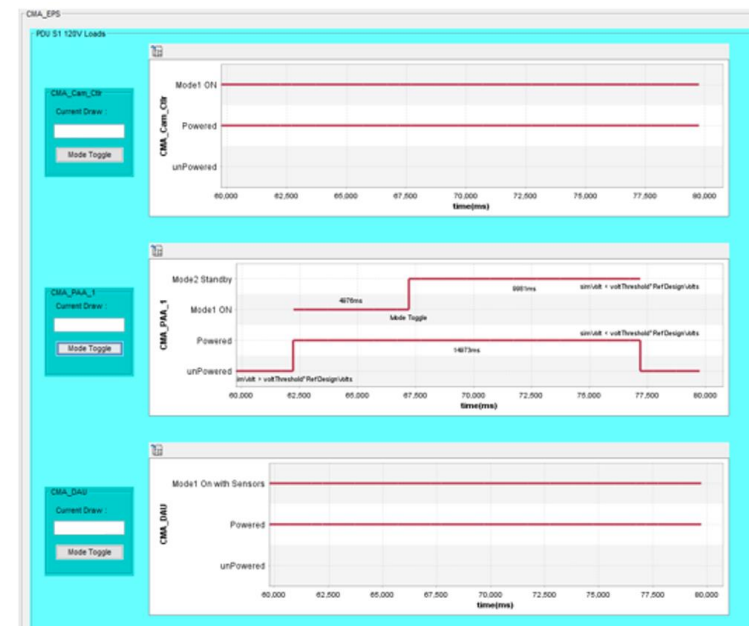 CMA_EPS
PDU S1 120V Loads
CMA_Cam_Ctlr
Current Draw :
Mode Toggle
CMA_Cam_Ctlr
Mode1 ON
Powered
unPowered
60,000 62,500 65,000 67,500 70,000 72,500 75,000 77,500 80,000
time(ms)
CMA_PAA_1
Current Draw :
Mode Toggle
CMA_PAA_1
Mode2 Standby
Mode1 ON
Powered
unPowered
4976ms
Mode Toggle
simVolt < voltThreshold*RefDesignVolts
simVolt < voltThreshold*RefDesignVolts
14973ms
60,000 62,500 65,000 67,500 70,000 72,500 75,000 77,500 80,000
time(ms)
CMA_DAU
Current Draw :
Mode Toggle
CMA_DAU
Mode1 On with Sensors
Powered
unPowered
60,000 62,500 65,000 67,500 70,000 72,500 75,000 77,500 80,000
time(ms)